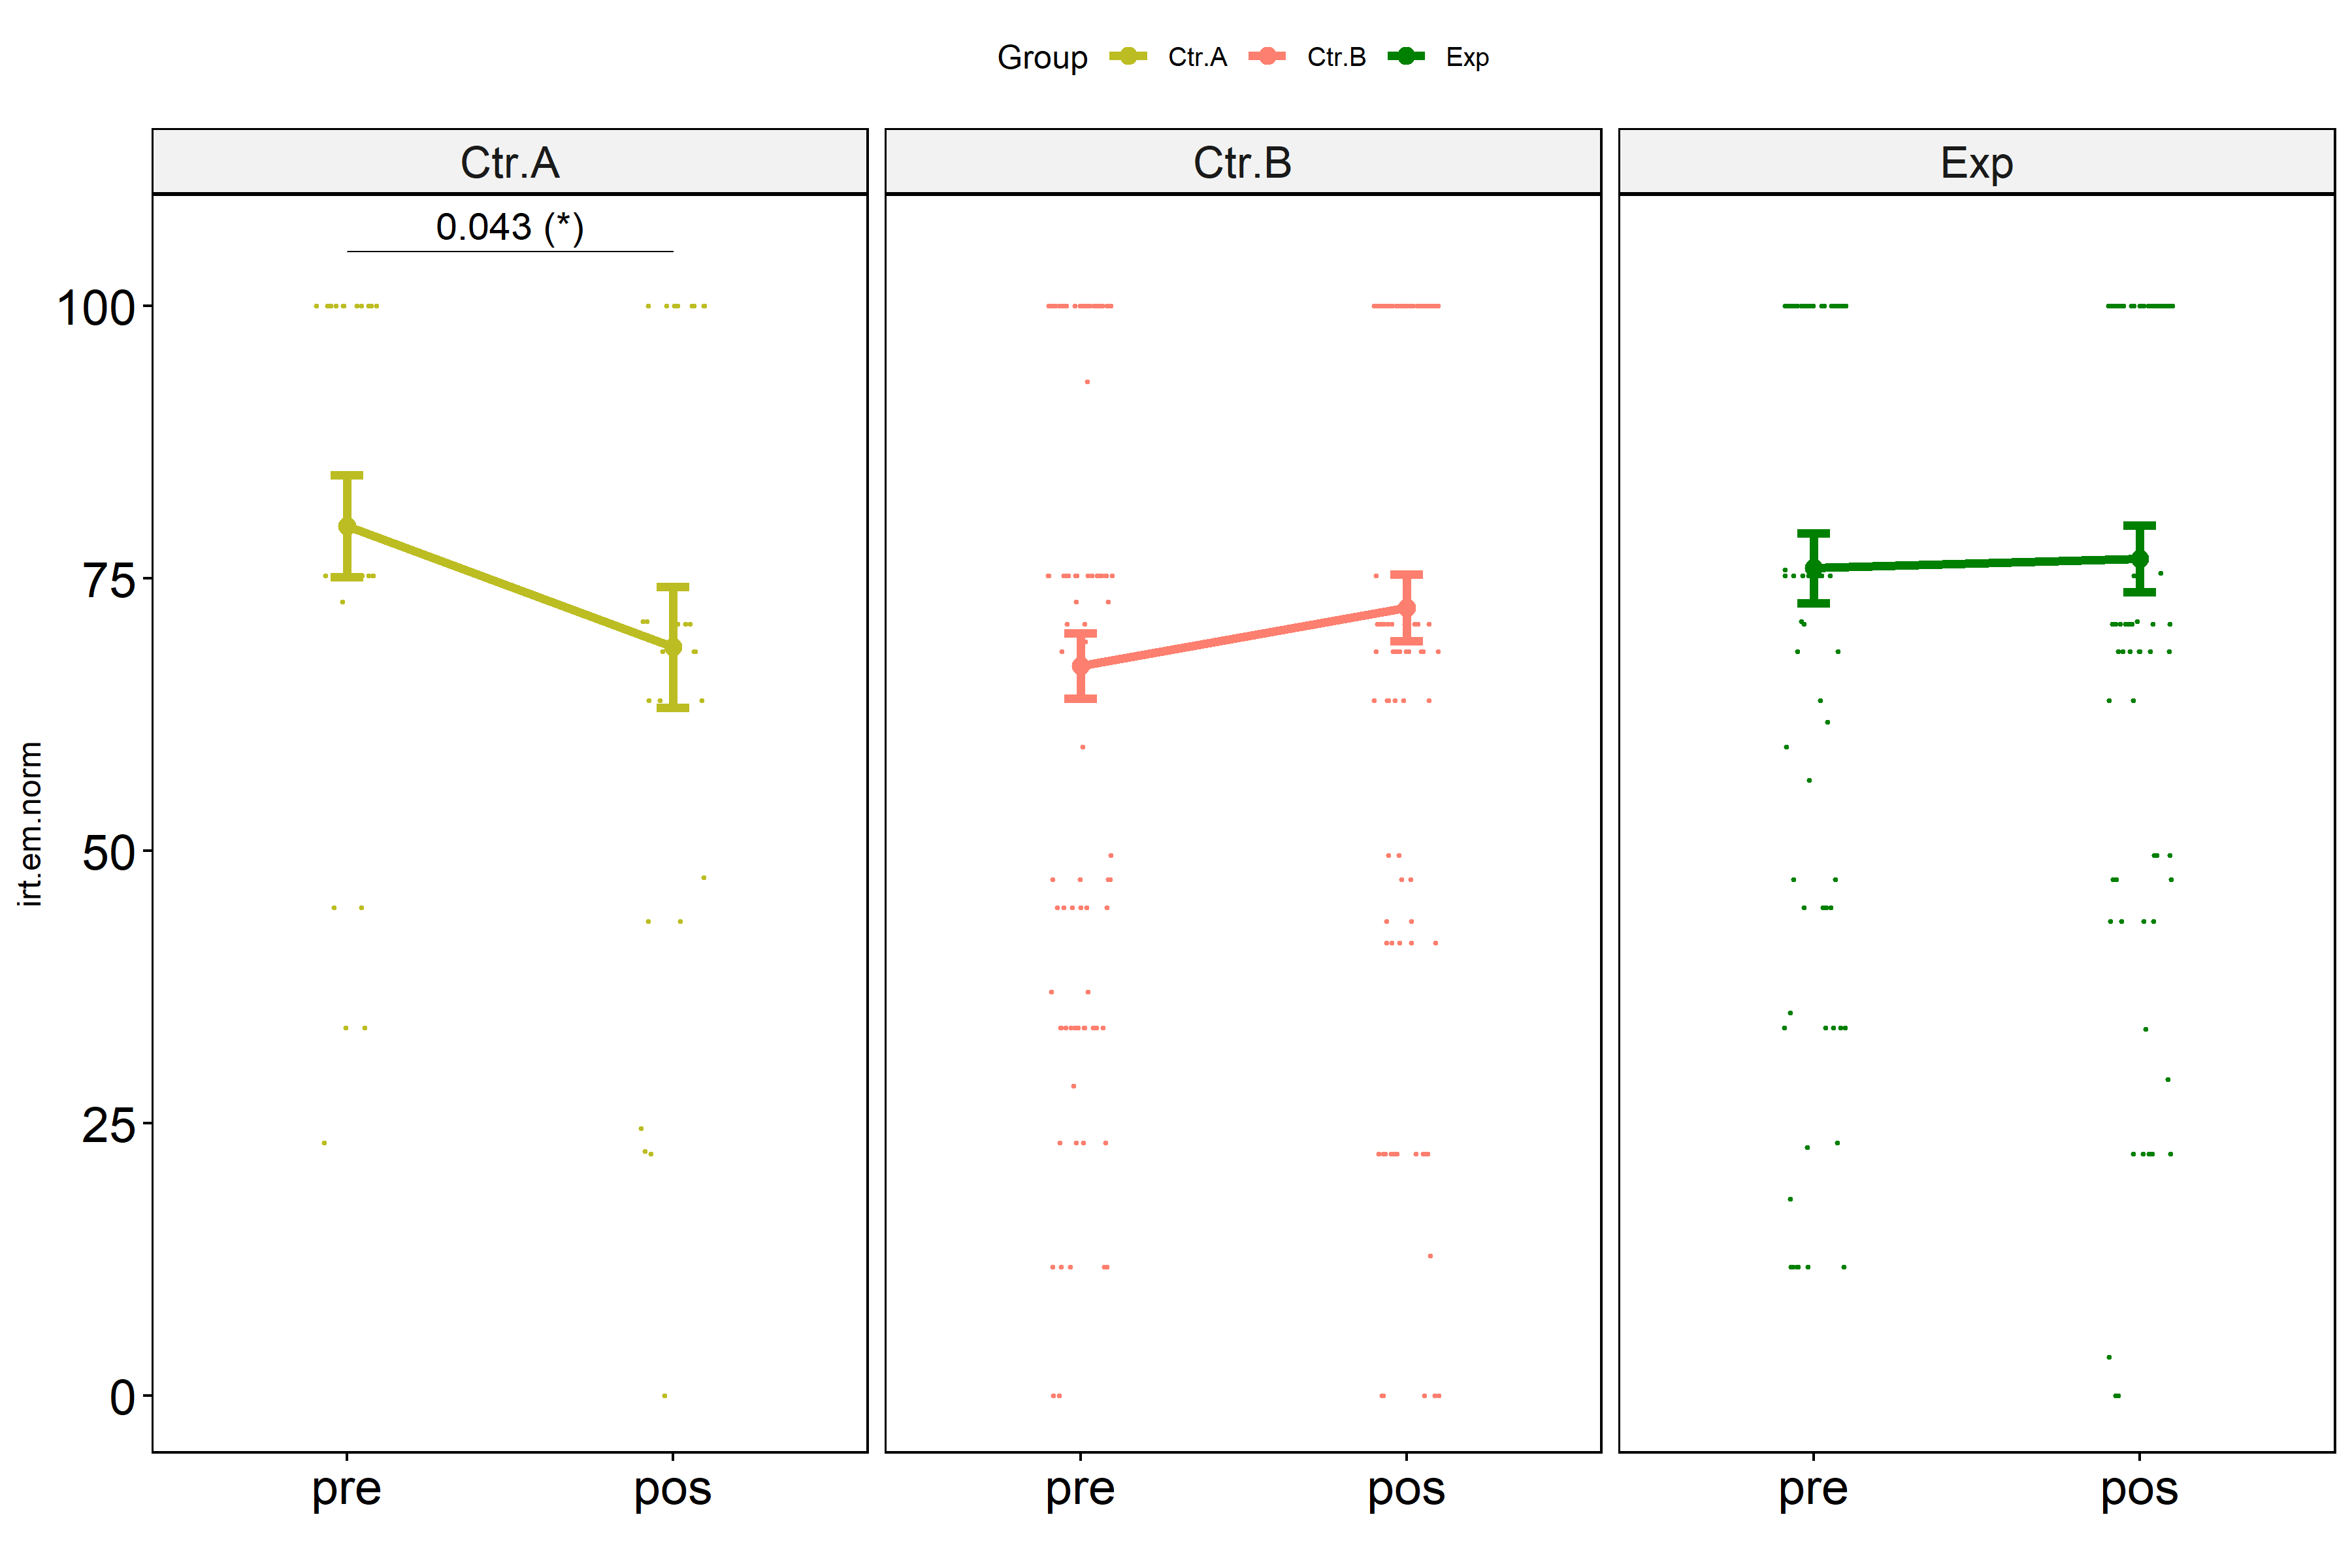 Group Ctr.A Ctr.B Exp
Ctr.A Ctr.B Exp
0.043 (*)
100
75
50
25
0
irt.em.norm
pre pos pre pos pre pos